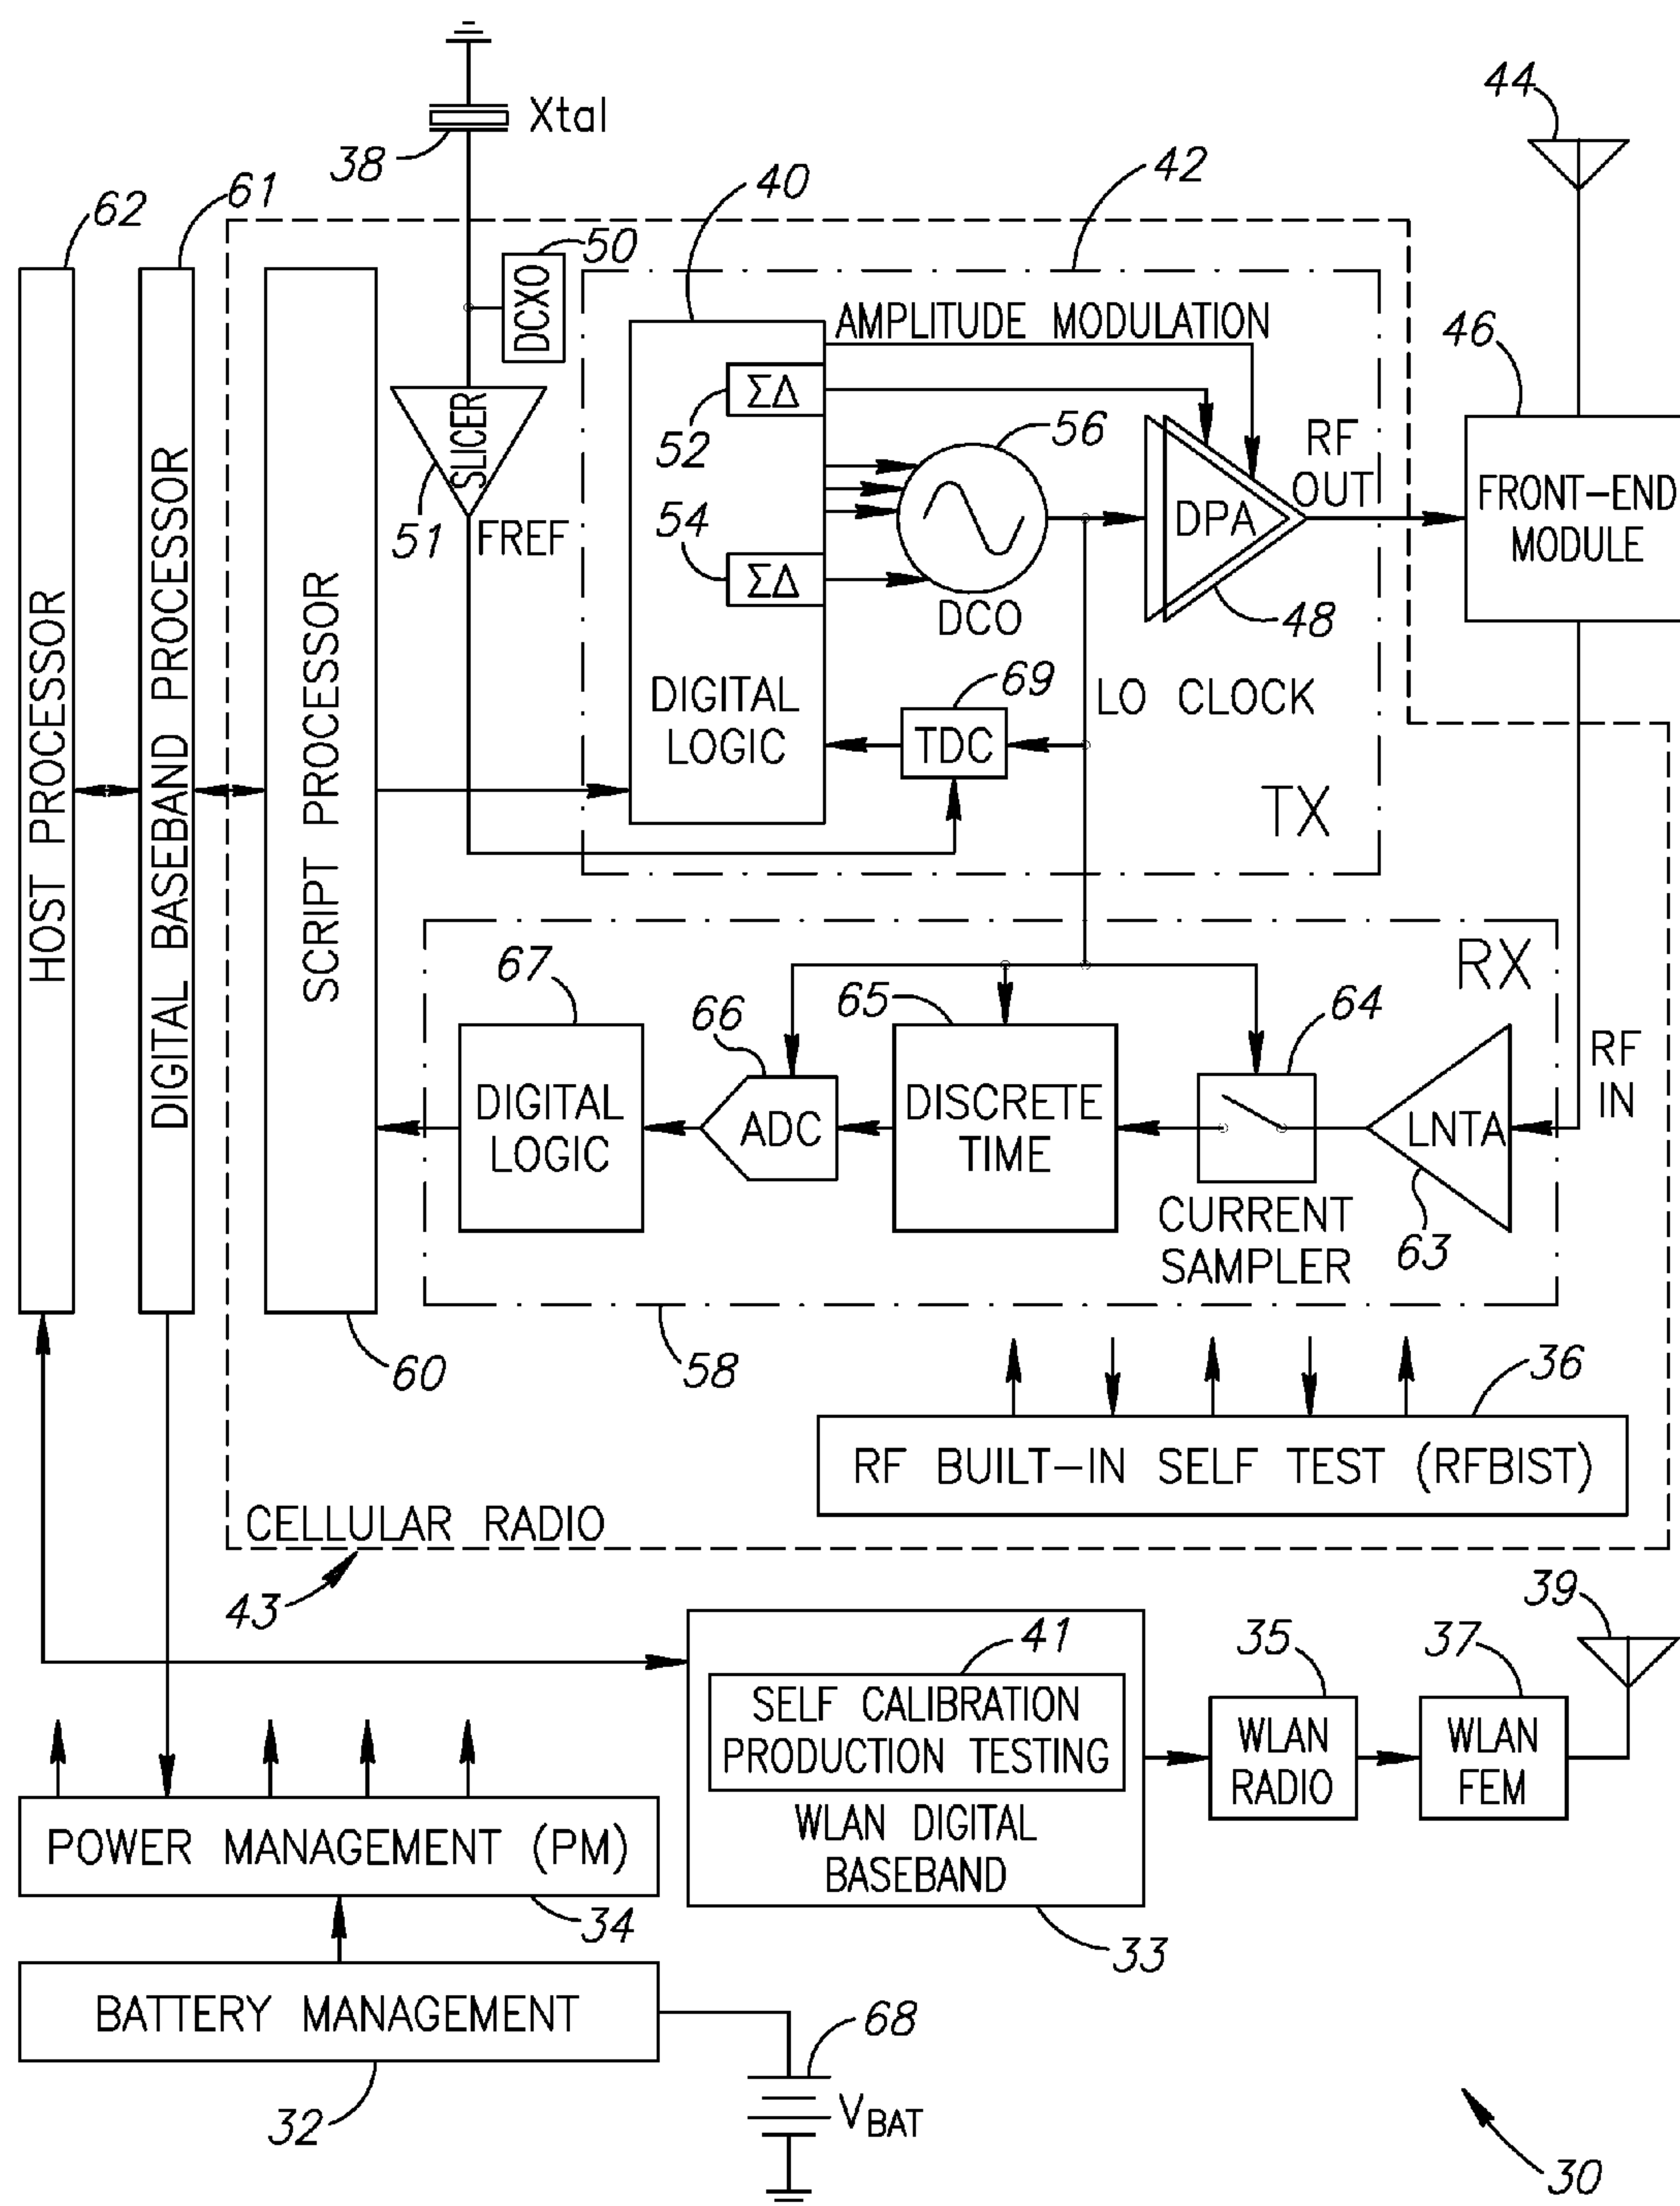 Xtal
38
44
62
61
40
42
50
DCXO
AMPLITUDE MODULATION
46
ΣΔ
52
SLICER
51
FREF
56
RF
OUT
DPA
FRONT-END
MODULE
54
ΣΔ
DCO
48
HOST PROCESSOR
DIGITAL BASEBAND PROCESSOR
SCRIPT PROCESSOR
DIGITAL
LOGIC
69
TDC
LO CLOCK
TX
RX
67
66
65
64
RF
IN
DIGITAL
LOGIC
ADC
DISCRETE
TIME
LNTA
CURRENT
SAMPLER
63
60
58
36
RF BUILT-IN SELF TEST (RFBIST)
CELLULAR RADIO
43
41
35
37
39
SELF CALIBRATION
PRODUCTION TESTING
WLAN DIGITAL
BASEBAND
WLAN
RADIO
WLAN
FEM
POWER MANAGEMENT (PM)
34
33
BATTERY MANAGEMENT
32
68
VBAT
30